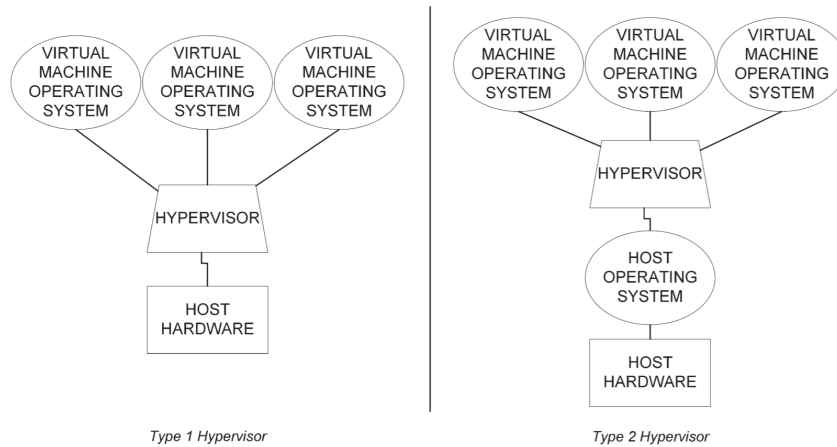 VIRTUAL
MACHINE
OPERATING
SYSTEM
VIRTUAL
MACHINE
OPERATING
SYSTEM
VIRTUAL
MACHINE
OPERATING
SYSTEM
HYPERVISOR
HOST
HARDWARE
Type 1 Hypervisor
VIRTUAL
MACHINE
OPERATING
SYSTEM
VIRTUAL
MACHINE
OPERATING
SYSTEM
VIRTUAL
MACHINE
OPERATING
SYSTEM
HYPERVISOR
HOST
OPERATING
SYSTEM
HOST
HARDWARE
Type 2 Hypervisor